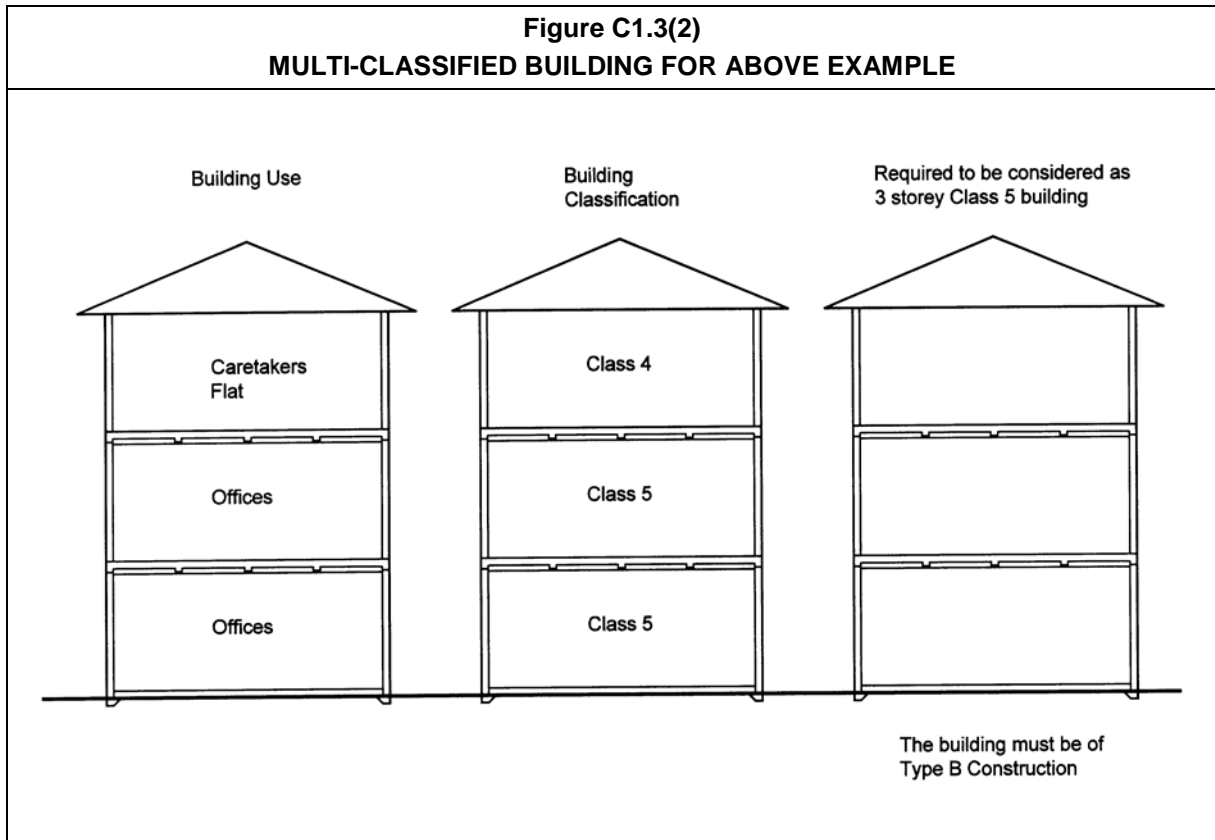 Figure C1.3(2)
MULTI-CLASSIFIED BUILDING FOR ABOVE EXAMPLE
Building Use
Building
Classification
Required to be considered as
3 storey Class 5 building
Caretakers
Flat
Class 4
Offices
Class 5
Offices
Class 5
The building must be of
Type B Construction